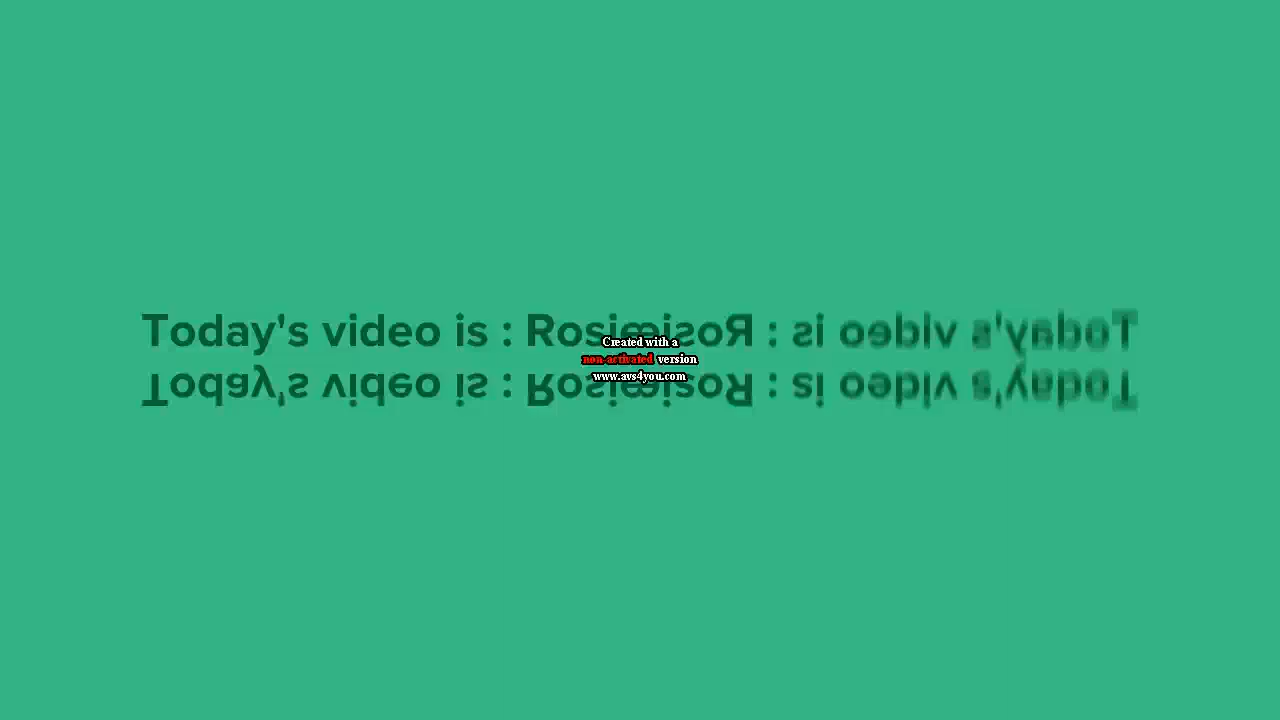 Today's video is : Rosi
Created with a
non-activated version
www.avs4you.com